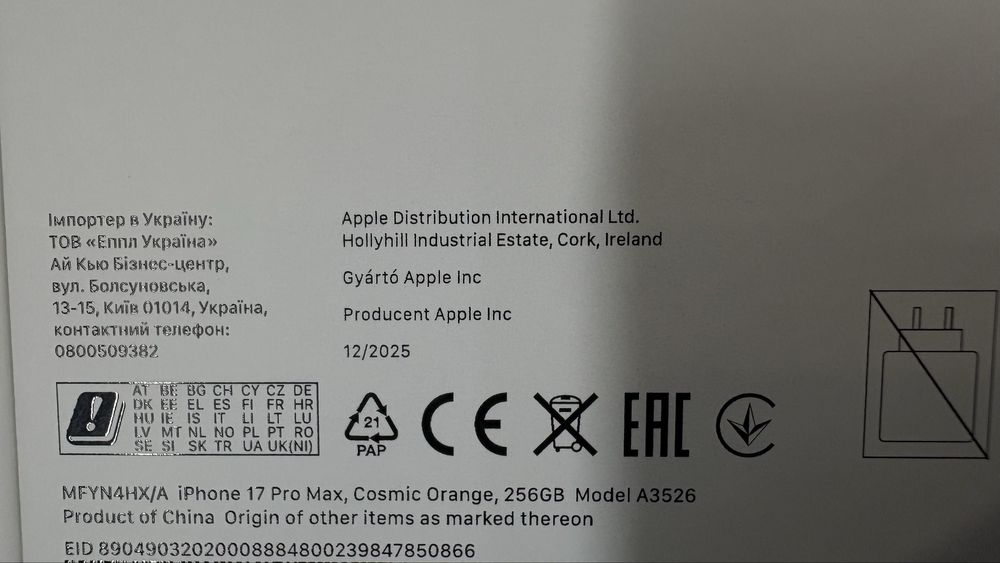 Імпортер в Україну:
ТОВ «Еппл Україна»
Ай Кью Бізнес-центр,
вул. Болсуновська,
13-15, Київ 01014, Україна,
контактний телефон:
0800509382
Apple Distribution International Ltd.
Hollyhill Industrial Estate, Cork, Ireland
Gyártó Apple Inc
Producent Apple Inc
12/2025
AT BE BG CH CY CZ DE
DK EE EL ES FI FR HR
HU IE IS IT LI LT LU
LV MT NL NO PL PT RO
SE SI SK TR UA UK(NI)
21
PAP
CE
EAC
MFYN4HX/A iPhone 17 Pro Max, Cosmic Orange, 256GB Model A3526
Product of China Origin of other items as marked thereon
EID 89049032020008884800239847850866